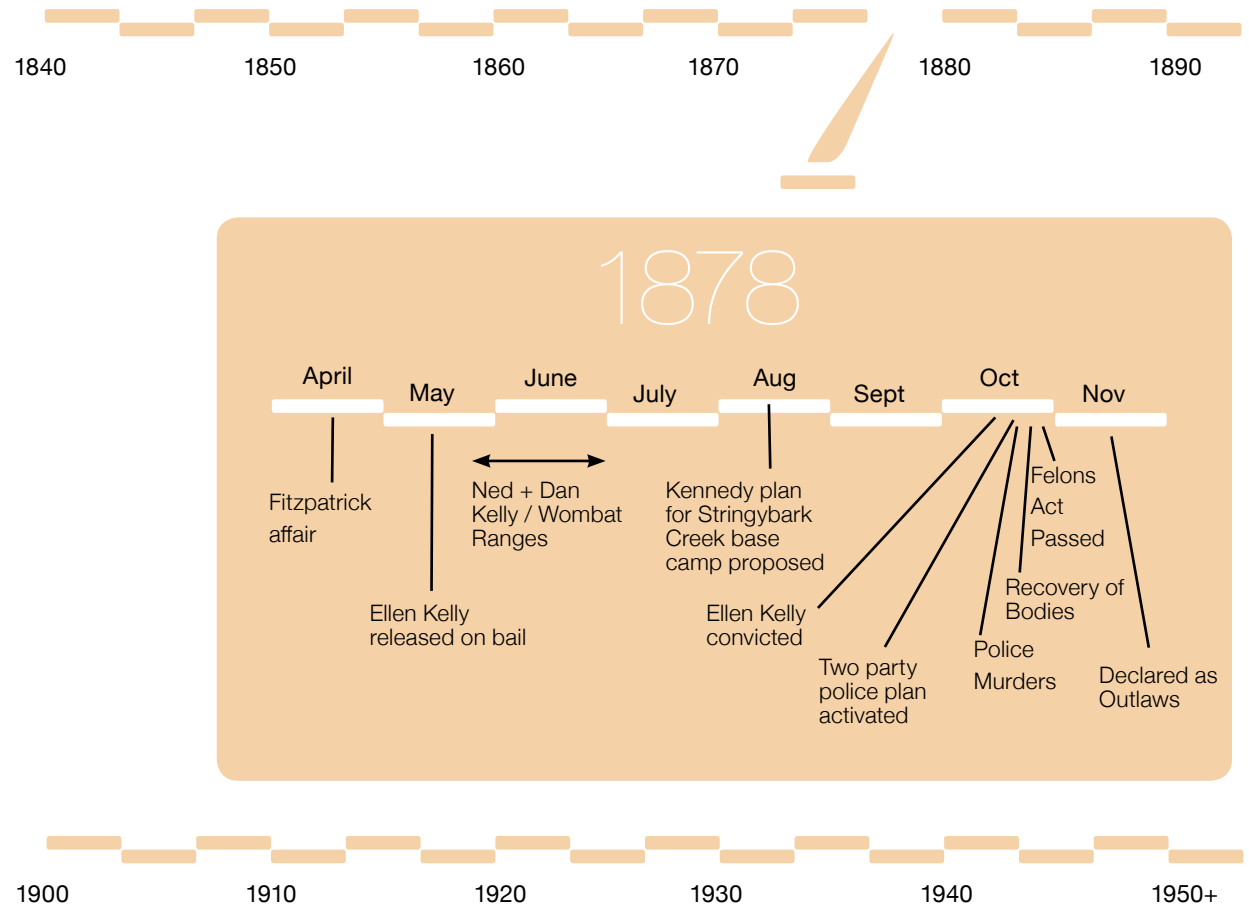 1840 1850 1860 1870 1880 1890
1878
April May June July Aug Sept Oct Nov
Fitzpatrick
affair
Ellen Kelly
released on bail
Ned + Dan
Kelly / Wombat
Ranges
Kennedy plan
for Stringybark
Creek base
camp proposed
Ellen Kelly
convicted
Two party
police plan
activated
Police
Murders
Recovery of
Bodies
Felons
Act
Passed
Declared as
Outlaws
1900 1910 1920 1930 1940 1950+